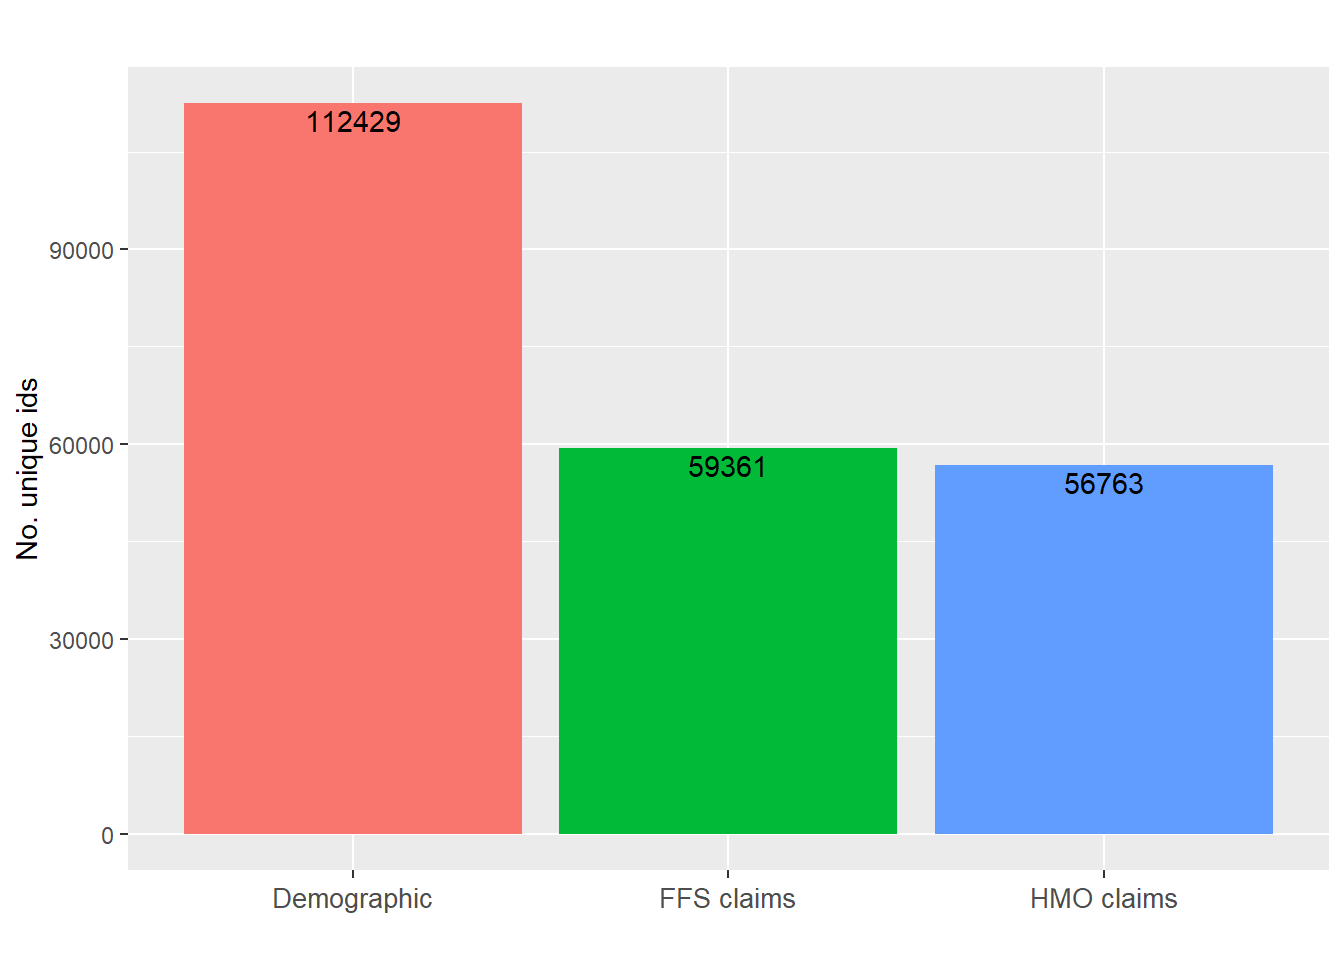 No. unique ids
90000
60000
30000
0
112429
59361
56763
Demographic
FFS claims
HMO claims